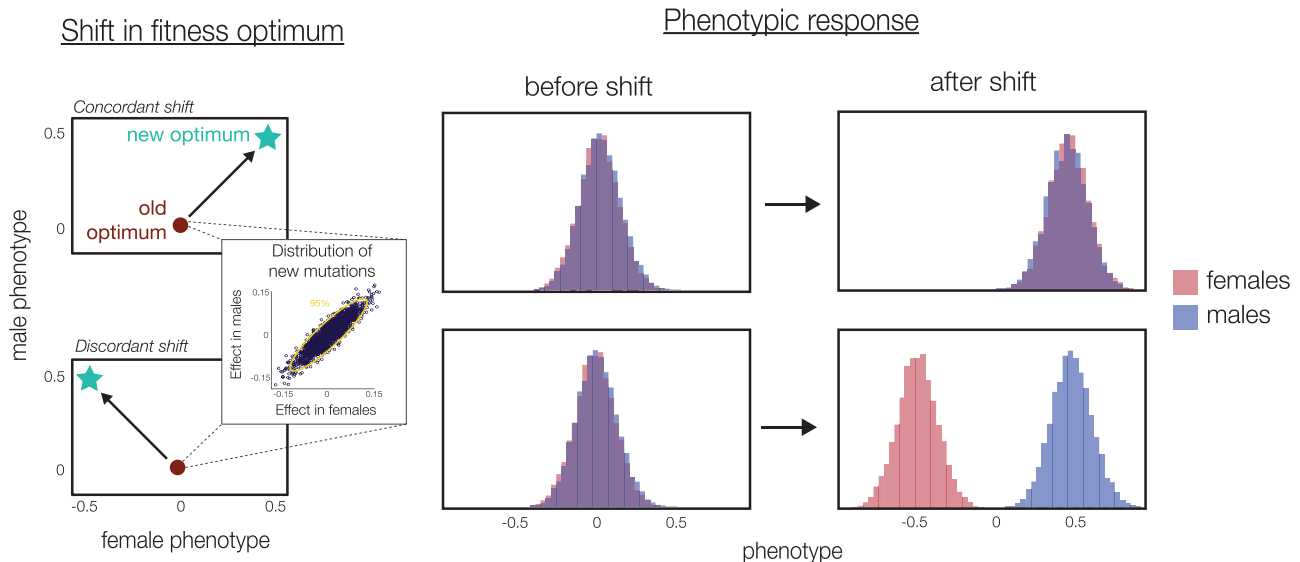 Shift in fitness optimum
Phenotypic response
before shift
after shift
Concordant shift
new optimum
old
optimum
0.5
0
Distribution of
new mutations
95%
0.15
0
-0.15
Effect in males
-0.15
0
0.15
Effect in females
male phenotype
Discordant shift
0.5
0
-0.5
0
0.5
female phenotype
-0.5
0
0.5
-0.5
0
0.5
phenotype
females
males